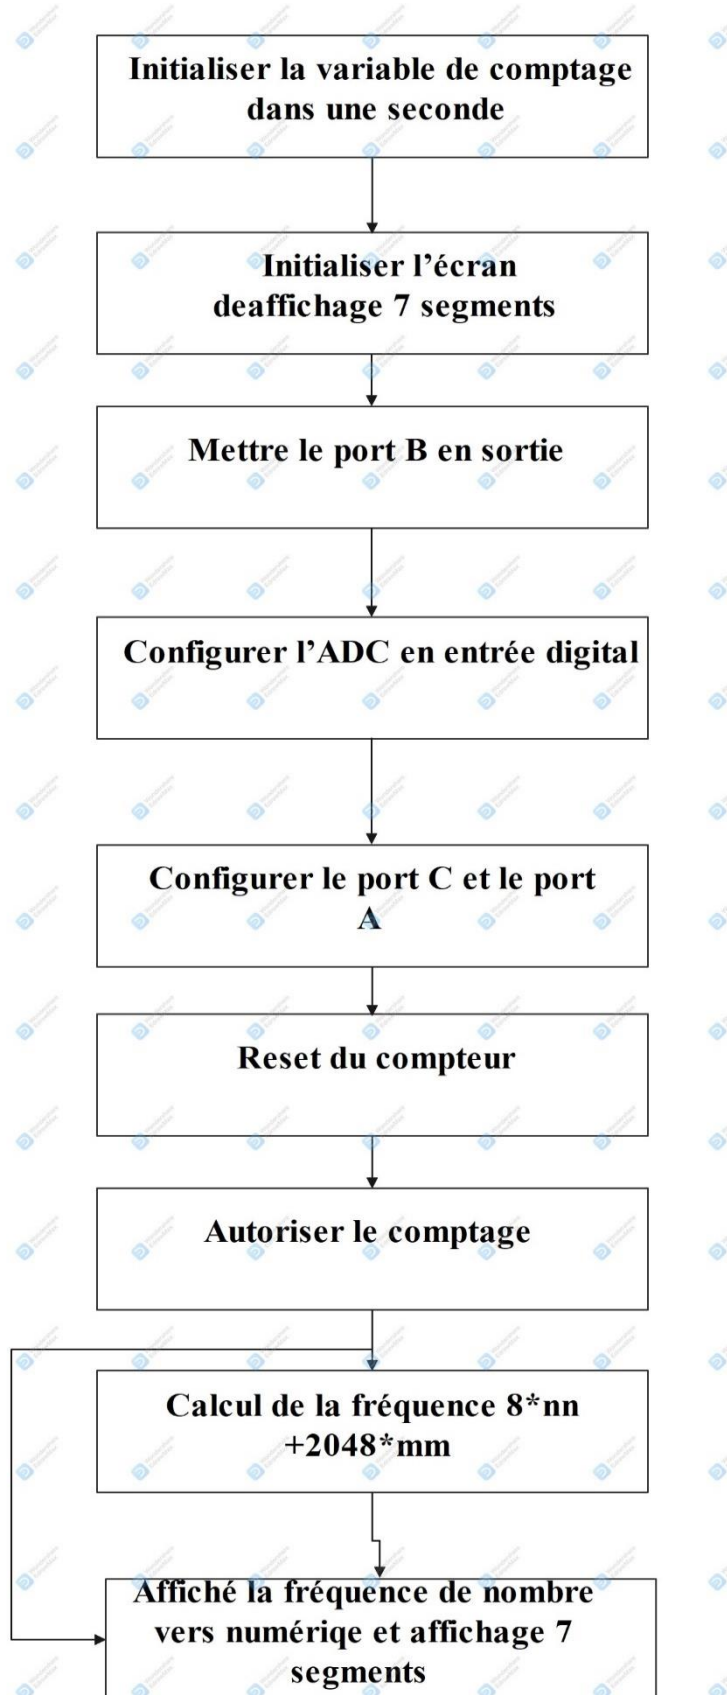 Initialiser la variable de comptage
dans une seconde
Initialiser l’écran
deaffichage 7 segments
Mettre le port B en sortie
Configurer l’ADC en entrée digital
Configurer le port C et le port
A
Reset du compteur
Autoriser le comptage
Calcul de la fréquence 8*nn
+2048*mm
Affiché la fréquence de nombre
vers numériqe et affichage 7
segments